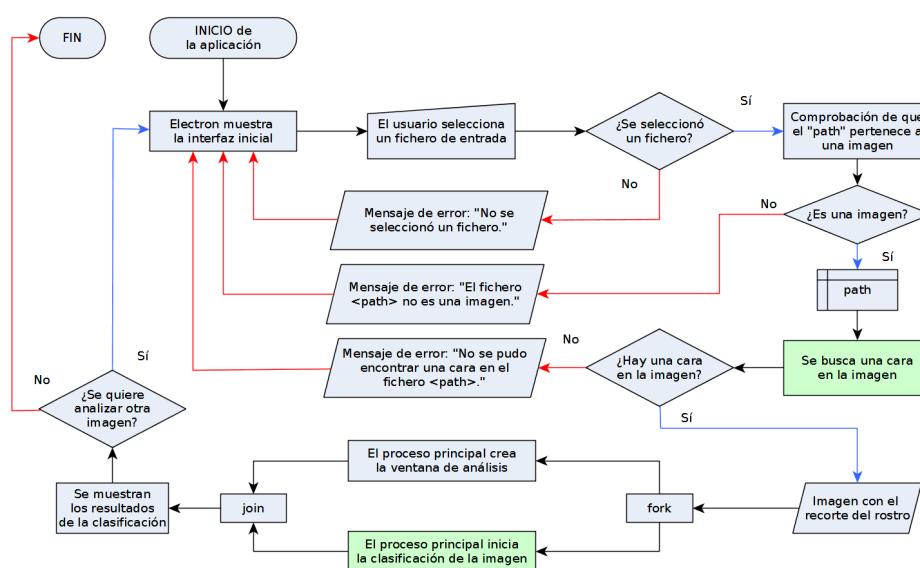 FIN
INICIO de
la aplicación
Electron muestra
la interfaz inicial
El usuario selecciona
un fichero de entrada
¿Se seleccionó
un fichero?
Sí
Comprobación de que
el "path" pertenece a
una imagen
No
Mensaje de error: "No se
seleccionó un fichero."
No
¿Es una imagen?
Sí
Mensaje de error: "El fichero
<path> no es una imagen."
path
Mensaje de error: "No se pudo
encontrar una cara en el
fichero <path>."
No
¿Hay una cara
en la imagen?
Se busca una cara
en la imagen
Sí
No
Sí
¿Se quiere
analizar otra
imagen?
El proceso principal crea
la ventana de análisis
Se muestran
los resultados
de la clasificación
join
fork
Imagen con el
recorte del rostro
El proceso principal inicia
la clasificación de la imagen